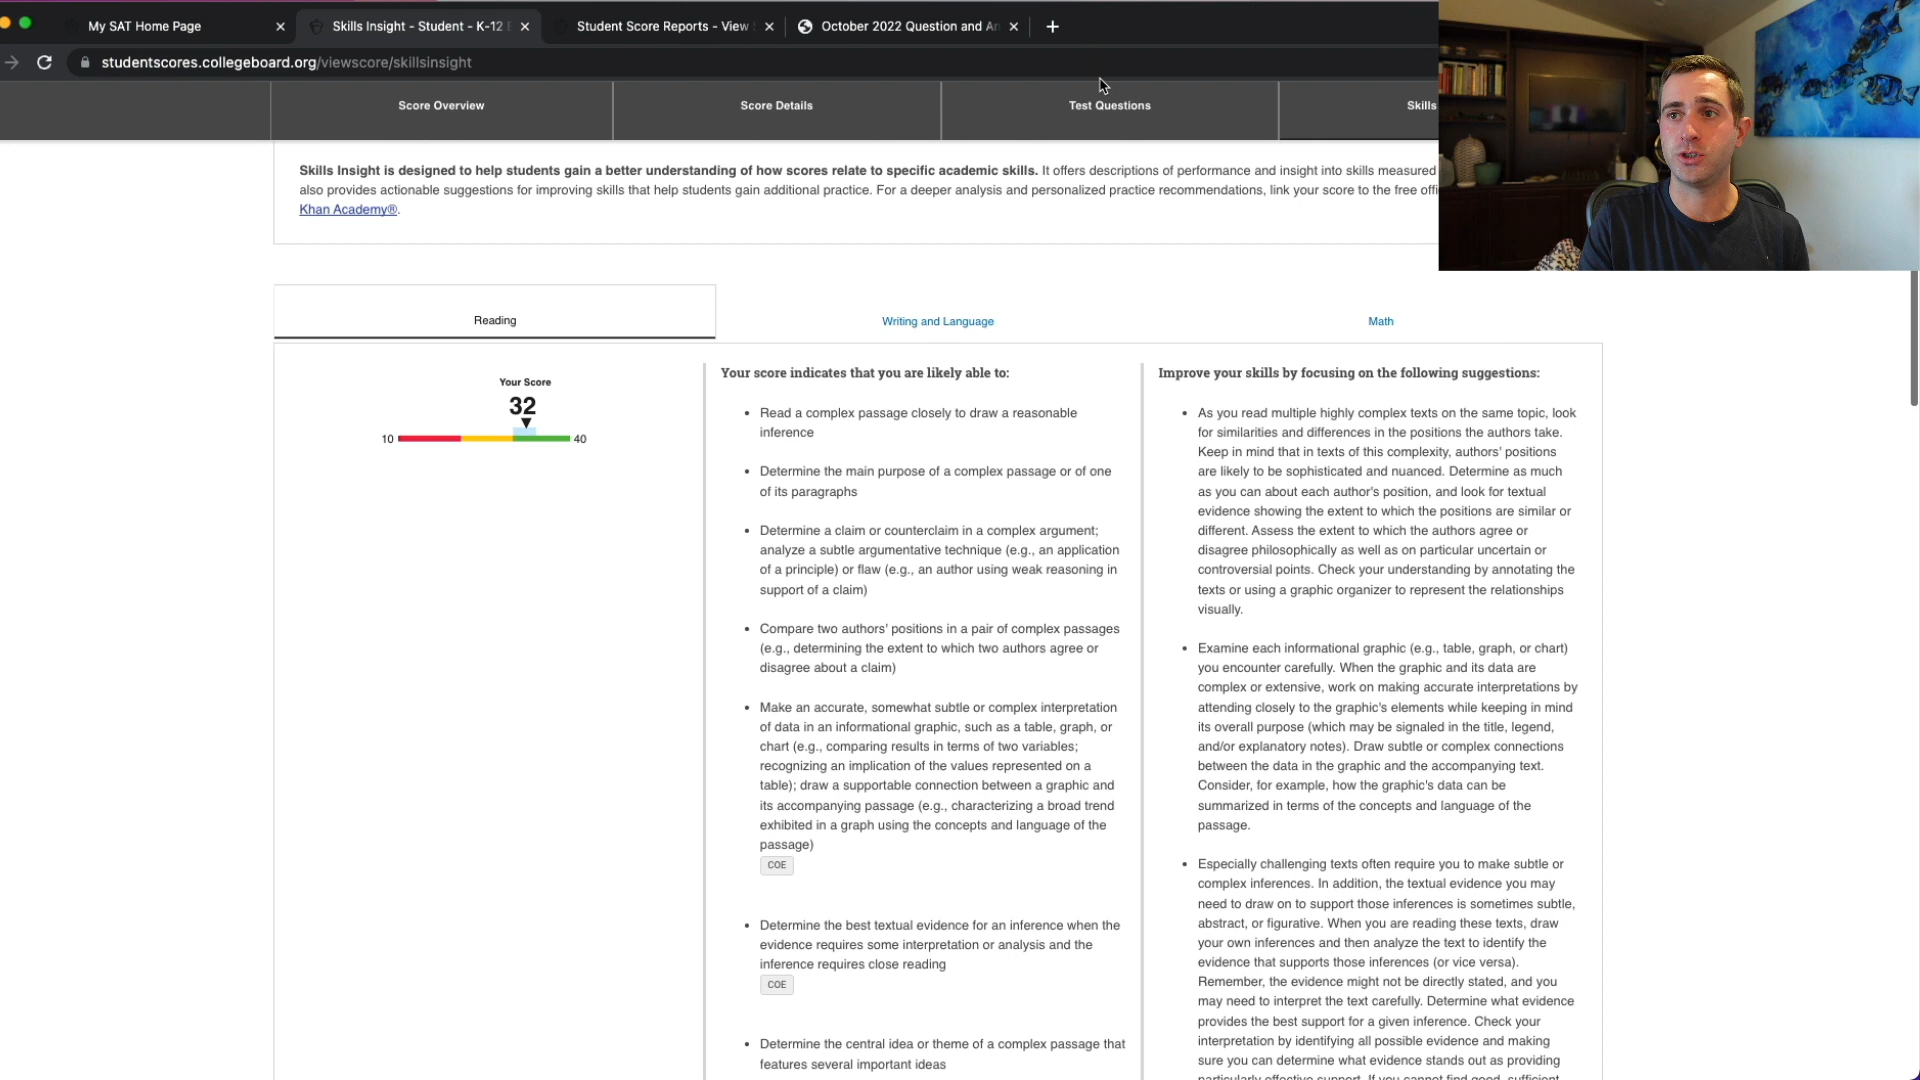 My SAT Home Page
Skills Insight - Student - K-12
Student Score Reports - View
October 2022 Question and An
studentscores.collegeboard.org/viewscore/skillsinsight
Score Overview
Score Details
Test Questions
Skills
Skills Insight is designed to help students gain a better understanding of how scores relate to specific academic skills. It offers descriptions of performance and insight into skills measured
also provides actionable suggestions for improving skills that help students gain additional practice. For a deeper analysis and personalized practice recommendations, link your score to the free offi
Khan Academy®.
Reading
Writing and Language
Math
Your Score
32
10
40
Your score indicates that you are likely able to:
• Read a complex passage closely to draw a reasonable
inference
• Determine the main purpose of a complex passage or of one
of its paragraphs
• Determine a claim or counterclaim in a complex argument;
analyze a subtle argumentative technique (e.g., an application
of a principle) or flaw (e.g., an author using weak reasoning in
support of a claim)
• Compare two authors' positions in a pair of complex passages
(e.g., determining the extent to which two authors agree or
disagree about a claim)
• Make an accurate, somewhat subtle or complex interpretation
of data in an informational graphic, such as a table, graph, or
chart (e.g., comparing results in terms of two variables;
recognizing an implication of the values represented on a
table); draw a supportable connection between a graphic and
its accompanying passage (e.g., characterizing a broad trend
exhibited in a graph using the concepts and language of the
passage)
COE
• Determine the best textual evidence for an inference when the
evidence requires some interpretation or analysis and the
inference requires close reading
COE
• Determine the central idea or theme of a complex passage that
features several important ideas
Improve your skills by focusing on the following suggestions:
• As you read multiple highly complex texts on the same topic, look
for similarities and differences in the positions the authors take.
Keep in mind that in texts of this complexity, authors' positions
are likely to be sophisticated and nuanced. Determine as much
as you can about each author's position, and look for textual
evidence showing the extent to which the positions are similar or
different. Assess the extent to which the authors agree or
disagree philosophically as well as on particular uncertain or
controversial points. Check your understanding by annotating the
texts or using a graphic organizer to represent the relationships
visually.
• Examine each informational graphic (e.g., table, graph, or chart)
you encounter carefully. When the graphic and its data are
complex or extensive, work on making accurate interpretations by
attending closely to the graphic's elements while keeping in mind
its overall purpose (which may be signaled in the title, legend,
and/or explanatory notes). Draw subtle or complex connections
between the data in the graphic and the accompanying text.
Consider, for example, how the graphic's data can be
summarized in terms of the concepts and language of the
passage.
• Especially challenging texts often require you to make subtle or
complex inferences. In addition, the textual evidence you may
need to draw on to support those inferences is sometimes subtle,
abstract, or figurative. When you are reading these texts, draw
your own inferences and then analyze the text to identify the
evidence that supports those inferences (or vice versa).
Remember, the evidence might not be directly stated, and you
may need to interpret the text carefully. Determine what evidence
provides the best support for a given inference. Check your
interpretation by identifying all possible evidence and making
sure you can determine what evidence stands out as providing
particularly effective support. If you cannot find good, sufficient